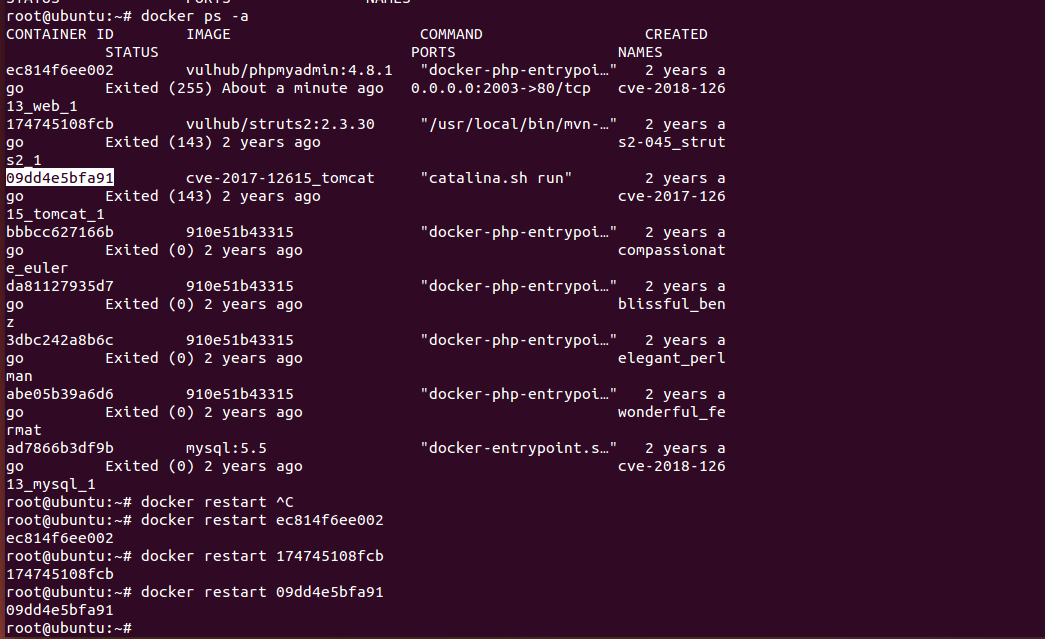 STATUS PORTS NAMES
root@ubuntu:~# docker ps -a
CONTAINER ID IMAGE COMMAND CREATED
STATUS PORTS NAMES
ec814f6ee002 vulhub/phpmyadmin:4.8.1 "docker-php-entrypoi…" 2 years a
go Exited (255) About a minute ago 0.0.0.0:2003->80/tcp cve-2018-126
13_web_1
174745108fcb vulhub/struts2:2.3.30 "/usr/local/bin/mvn-…" 2 years a
go Exited (143) 2 years ago s2-045_strut
s2_1
09dd4e5bfa91 cve-2017-12615_tomcat "catalina.sh run" 2 years a
go Exited (143) 2 years ago cve-2017-126
15_tomcat_1
bbbcc627166b 910e51b43315 "docker-php-entrypoi…" 2 years a
go Exited (0) 2 years ago compassionat
e_euler
da81127935d7 910e51b43315 "docker-php-entrypoi…" 2 years a
go Exited (0) 2 years ago blissful_ben
z
3dbc242a8b6c 910e51b43315 "docker-php-entrypoi…" 2 years a
go Exited (0) 2 years ago elegant_perl
man
abe05b39a6d6 910e51b43315 "docker-php-entrypoi…" 2 years a
go Exited (0) 2 years ago wonderful_fe
rmat
ad7866b3df9b mysql:5.5 "docker-entrypoint.s…" 2 years a
go Exited (0) 2 years ago cve-2018-126
13_mysql_1
root@ubuntu:~# docker restart ^C
root@ubuntu:~# docker restart ec814f6ee002
ec814f6ee002
root@ubuntu:~# docker restart 174745108fcb
174745108fcb
root@ubuntu:~# docker restart 09dd4e5bfa91
09dd4e5bfa91
root@ubuntu:~#